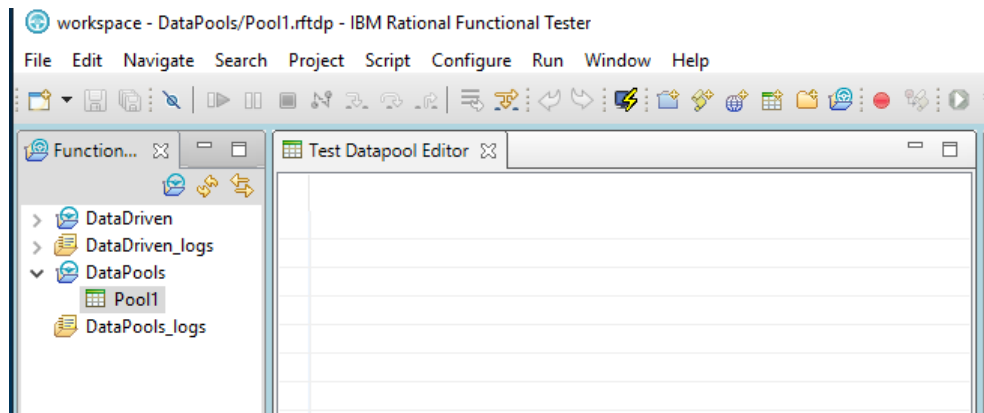 workspace - DataPools/Pool1.rftdp - IBM Rational Functional Tester
File Edit Navigate Search Project Script Configure Run Window Help
Function... Test Datapool Editor
DataDriven
DataDriven_logs
DataPools
Pool1
DataPools_logs